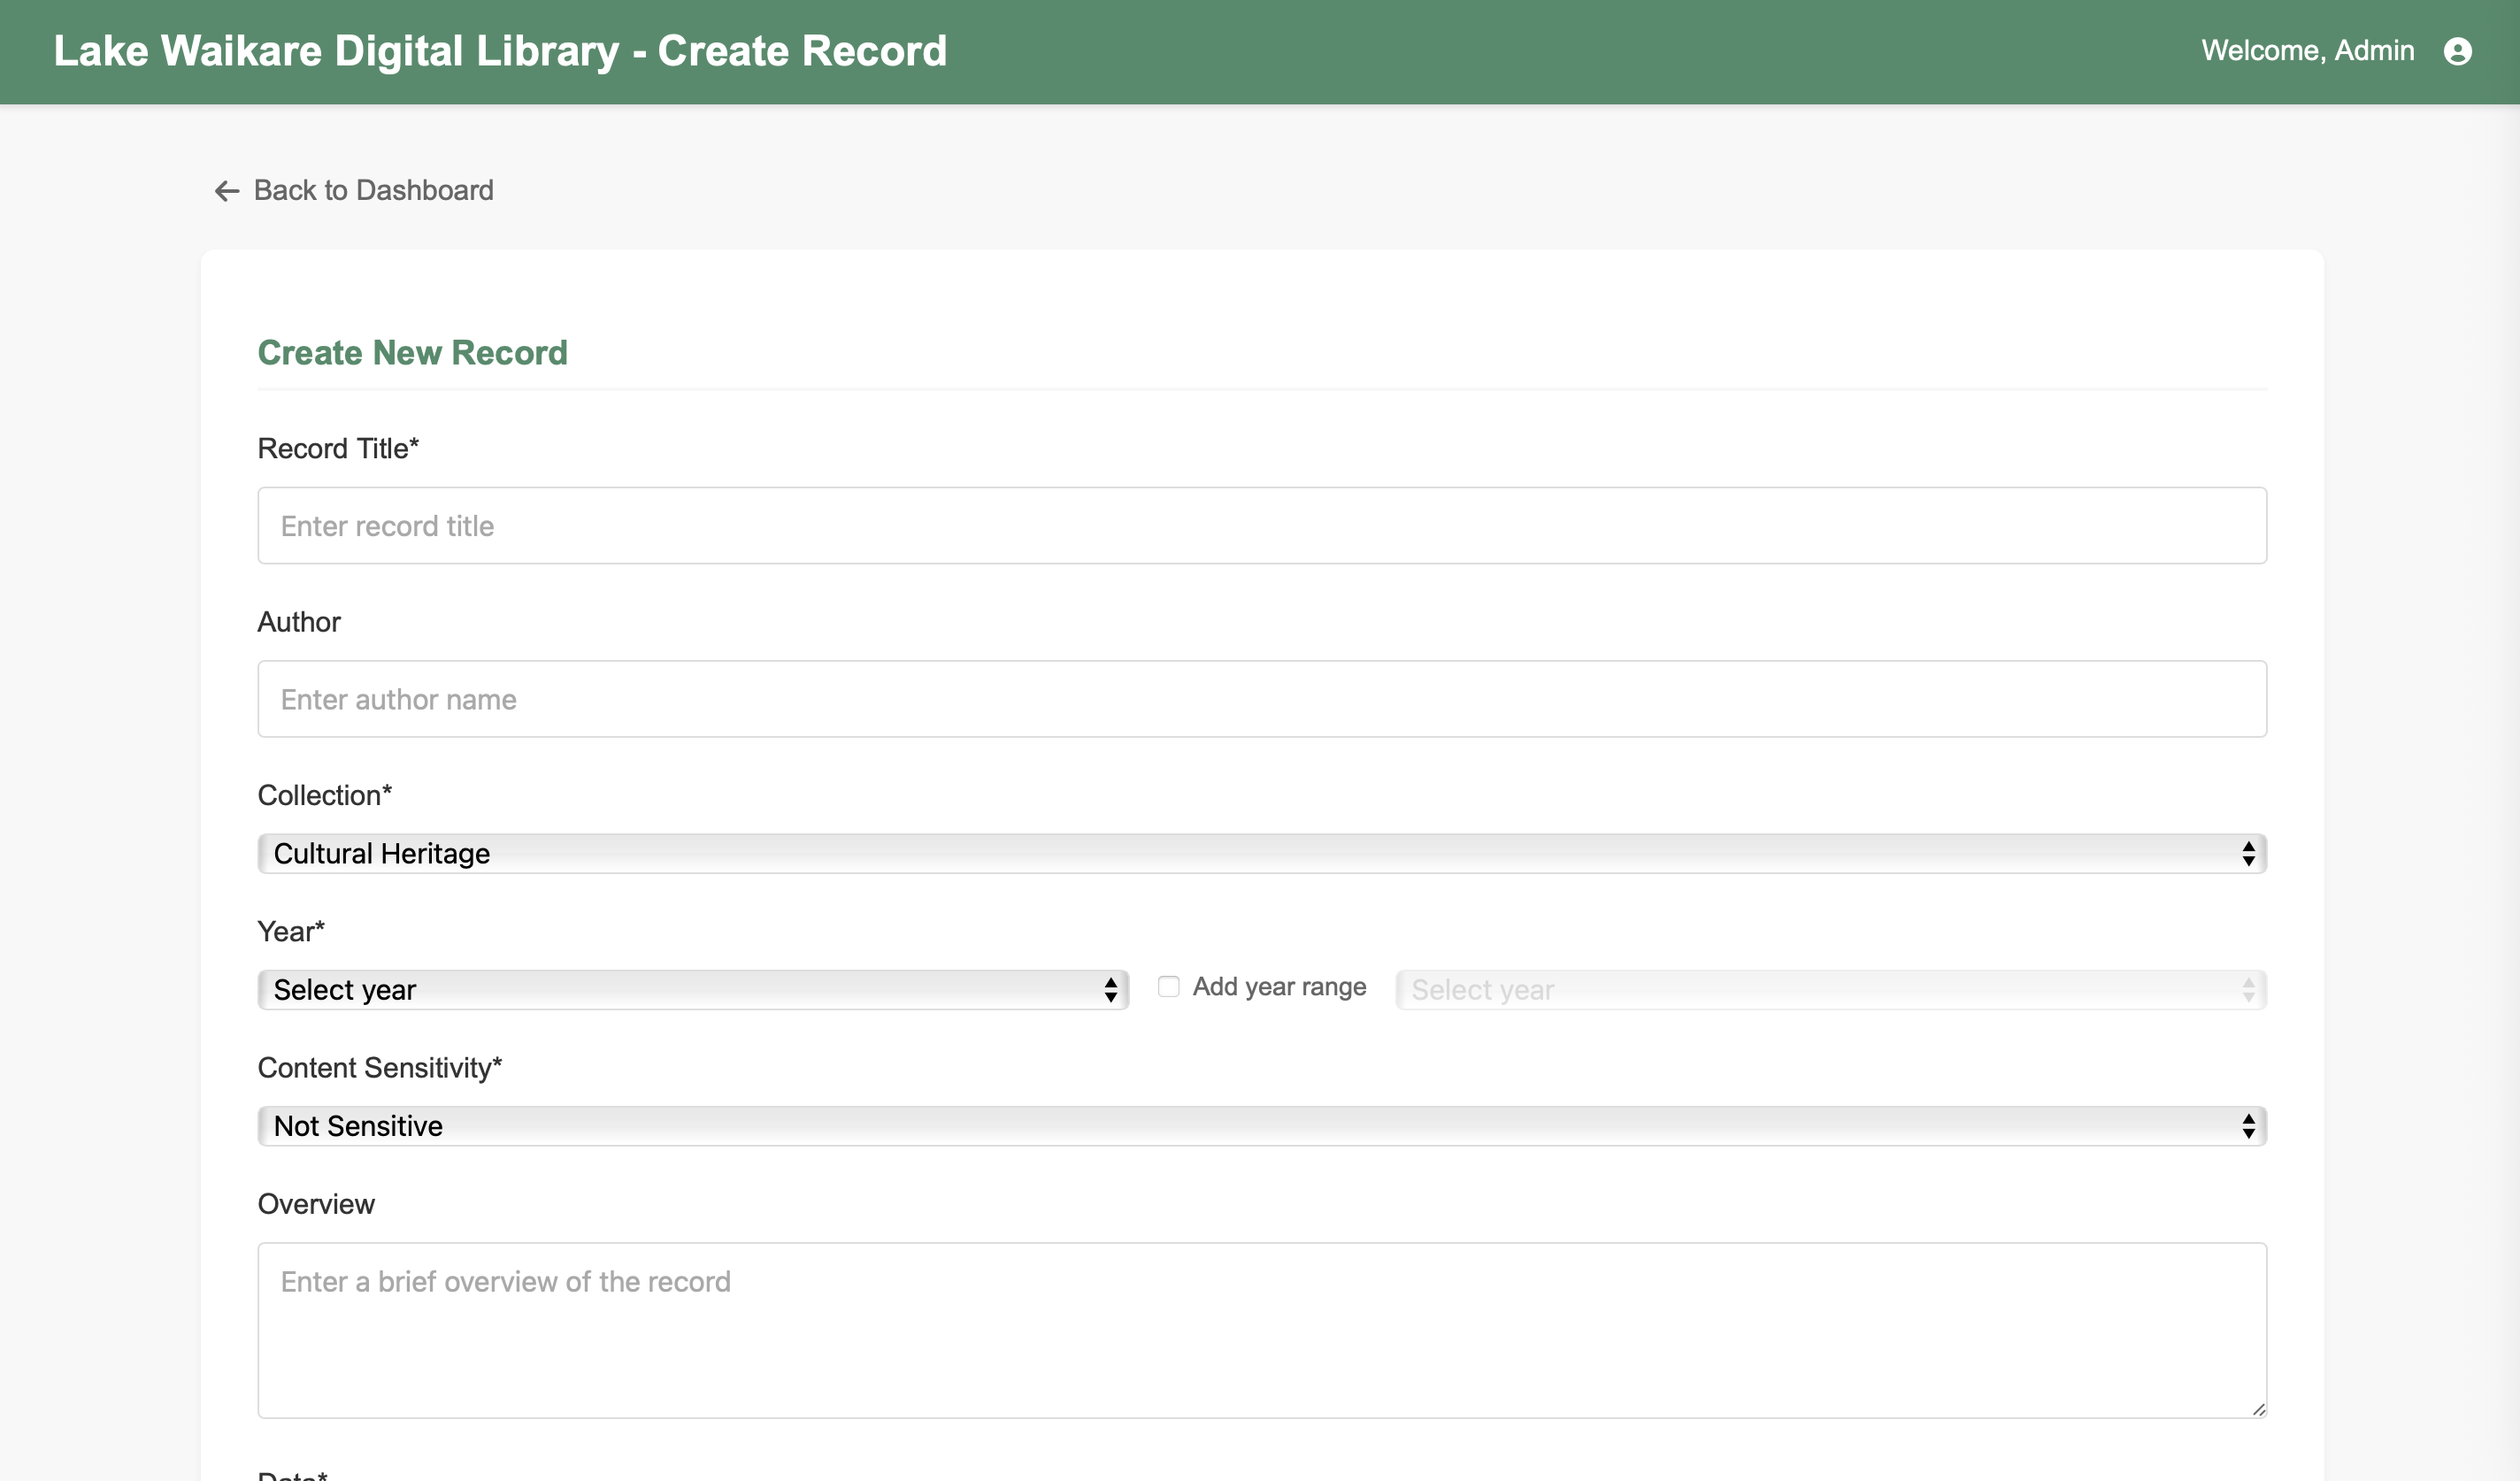 Lake Waikare Digital Library - Create Record
Welcome, Admin
Back to Dashboard
Create New Record
Record Title*
Enter record title
Author
Enter author name
Collection*
Cultural Heritage
Year*
Select year
Add year range
Select year
Content Sensitivity*
Not Sensitive
Overview
Enter a brief overview of the record